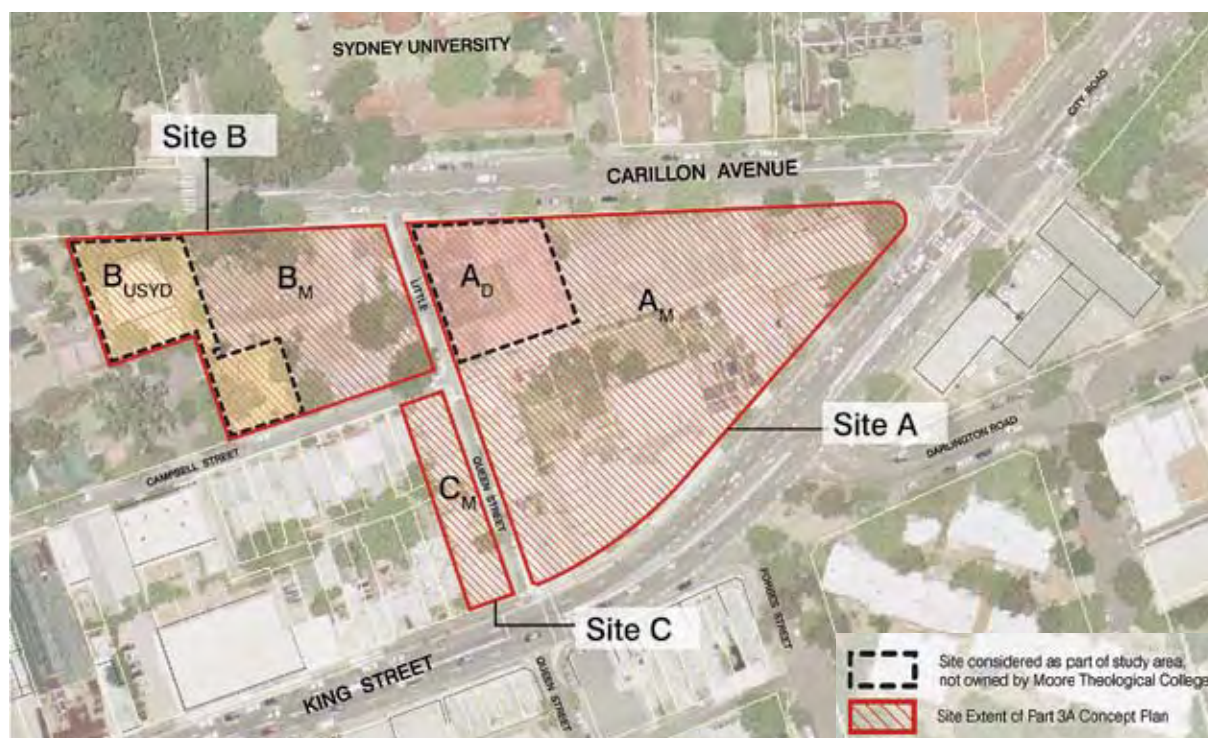 SYDNEY UNIVERSITY
CITY ROAD
Site B
CARILLON AVENUE
B USYD
B M
A D
A M
LITTLE
QUEEN STREET
Site A
DARLINGTON ROAD
CAMPBELL STREET
C M
Site C
FORBES STREET
KING STREET
QUEEN STREET
Site considered as part of study area,
not owned by Moore Theological College
Site Extent of Part 3A Concept Plan